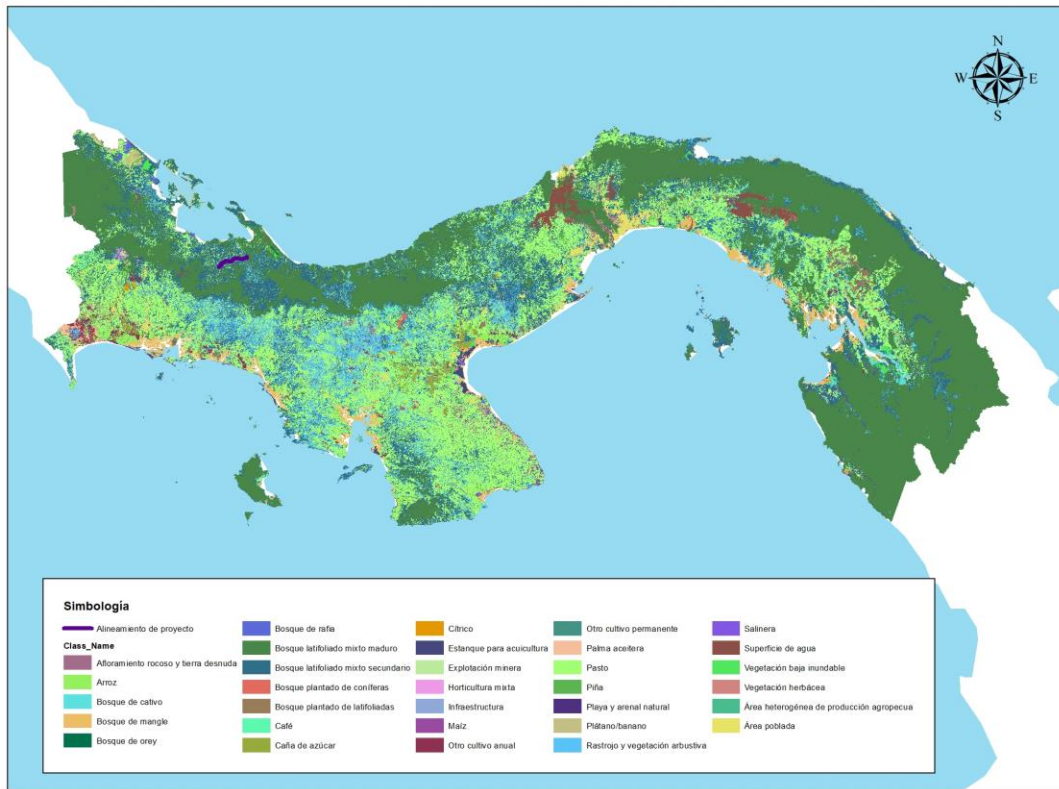 N
W
E
S
Simbología
Alineamiento de proyecto
Class_Name
Afloramiento rocoso y tierra desnuda
Arroz
Bosque de cativo
Bosque de mangle
Bosque de orey
Bosque de rafia
Bosque latifoliado mixto maduro
Bosque latifoliado mixto secundario
Bosque plantado de coníferas
Bosque plantado de latifoliadas
Café
Caña de azúcar
Cítrico
Estanque para acuicultura
Explotación minera
Horticultura mixta
Infraestructura
Maíz
Otro cultivo anual
Otro cultivo permanente
Palma aceitera
Pasto
Piña
Playa y arenal natural
Plátano/banano
Rastrojo y vegetación arbustiva
Salinera
Superficie de agua
Vegetación baja inundable
Vegetación herbácea
Área heterogénea de producción agropecua
Área poblada